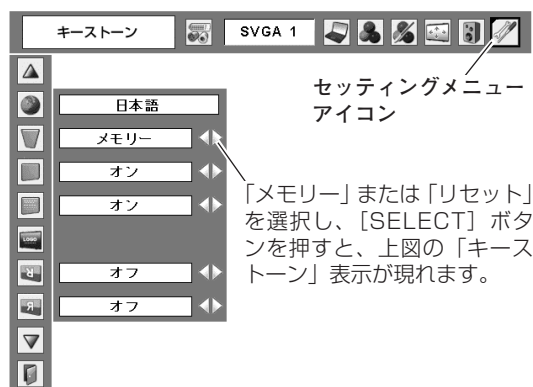 キーストーン
SVGA 1
セッティングメニュー
アイコン
日本語
メモリー
オン
オン
LOGO
オフ
オフ
「メモリー」または「リセット」
を選択し、［SELECT］ボタ
ンを押すと、上図の「キース
トーン」表示が現れます。